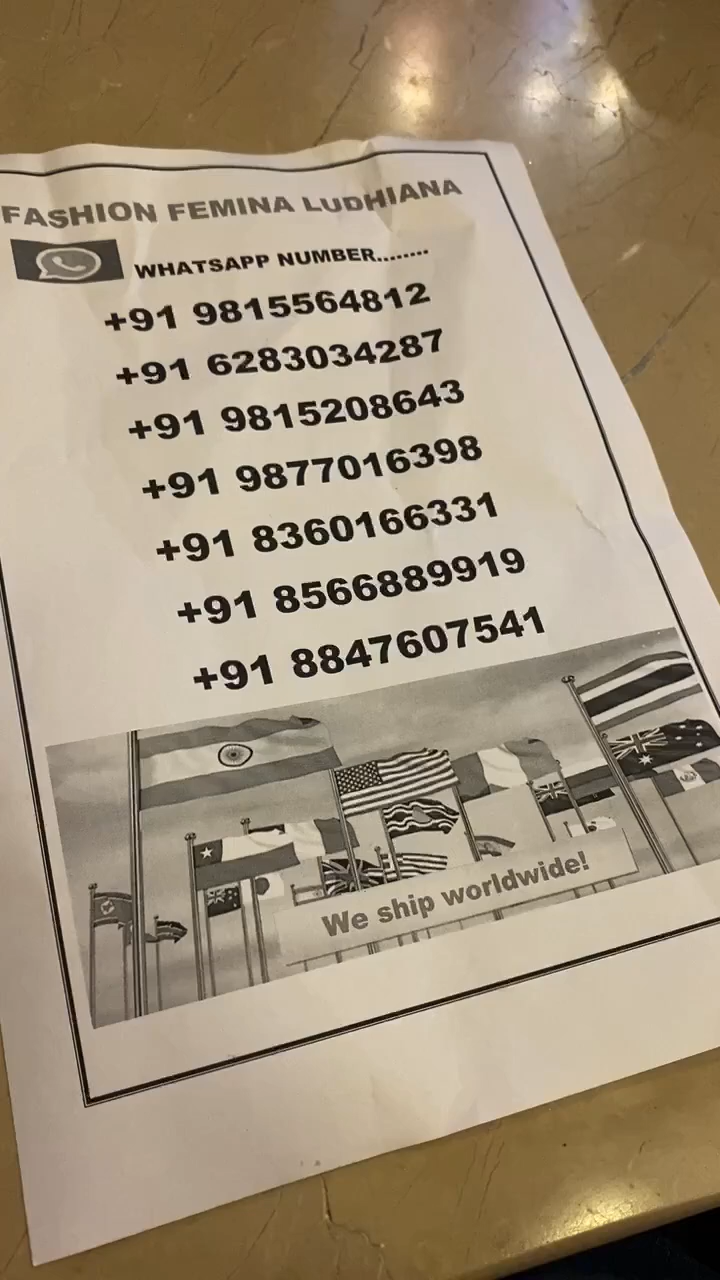 FASHION FEMINA LUDHIANA
WHATSAPP NUMBER........
+91 9815564812
+91 6283034287
+91 9815208643
+91 9877016398
+91 8360166331
+91 8566889919
+91 8847607541
We ship worldwide!